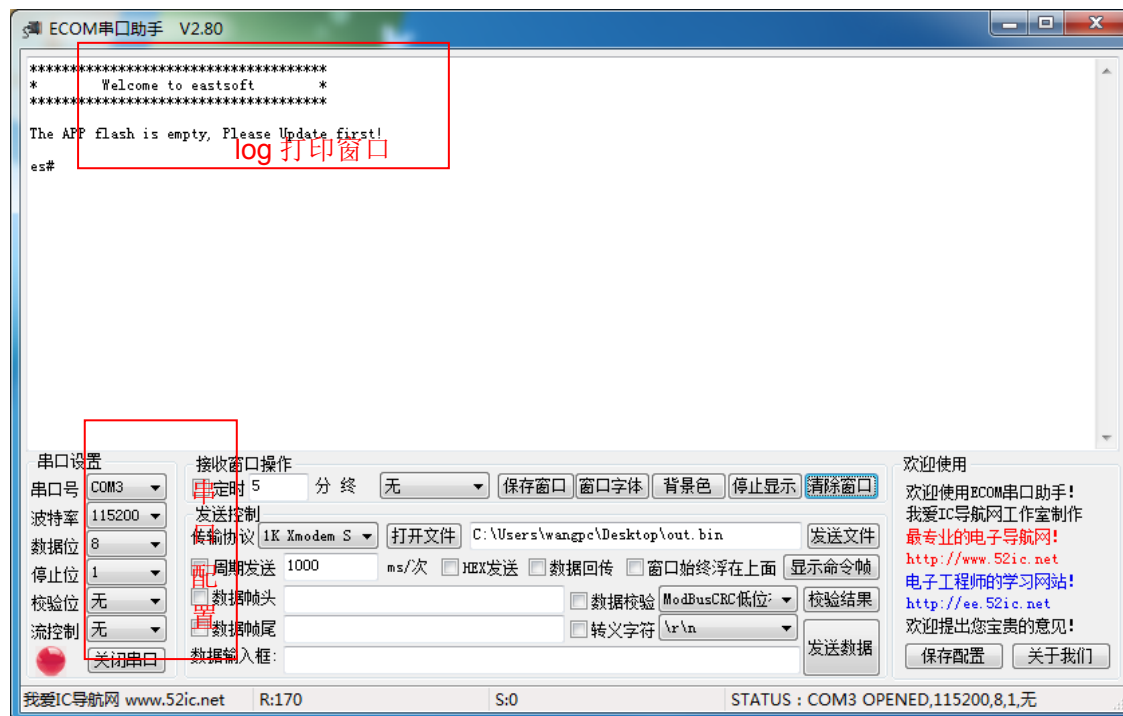 ECOM串口助手 V2.80
*************************************
* Welcome to eastsoft *
*************************************
The APP flash is empty, Please Update first!
log 打印窗口
es#
串口设置
串口号 COM3
波特率 115200
数据位 8
停止位 1
校验位 无
流控制 无
关闭串口
串口配置
接收窗口操作
定时 5 分 终 无 保存窗口 窗口字体 背景色 停止显示 清除窗口
发送控制
传输协议 1K Xmodem S 打开文件 C:\Users\wangpc\Desktop\out.bin 发送文件
周期发送 1000 ms/次 HEX发送 数据回传 窗口始终浮在上面 显示命令帧
数据帧头 数据校验 ModBusCRC低位 校验结果
数据帧尾 转义字符 \r\n
数据输入框: 发送数据
欢迎使用
欢迎使用ECOM串口助手!
我爱IC导航网工作室制作
最专业的电子导航网!
http://www.52ic.net
电子工程师的学习网站!
http://ee.52ic.net
欢迎提出您宝贵的意见!
保存配置 关于我们
我爱IC导航网 www.52ic.net R:170 S:0 STATUS : COM3 OPENED,115200,8,1,无